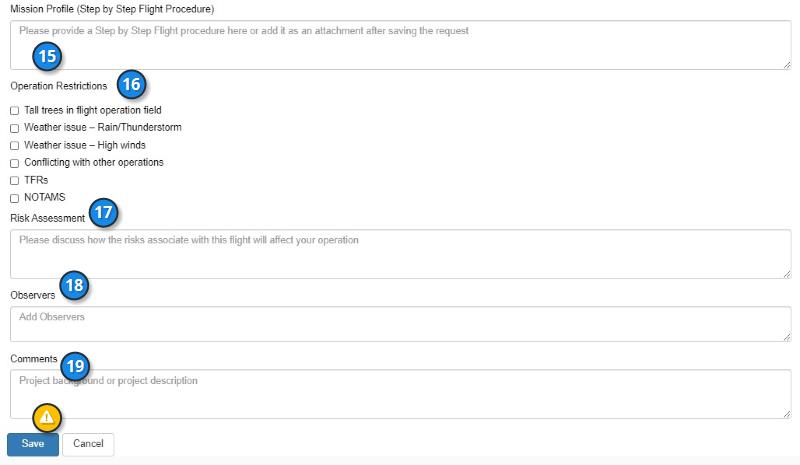 Mission Profile (Step by Step Flight Procedure)
Please provide a Step by Step Flight procedure here or add it as an attachment after saving the request
15
Operation Restrictions 16
Tall trees in flight operation field
Weather issue – Rain/Thunderstorm
Weather issue – High winds
Conflicting with other operations
TFRs
NOTAMS
Risk Assessment 17
Please discuss how the risks associate with this flight will affect your operation
18
Observers
Add Observers
Comments 19
Project background or project description
Save Cancel